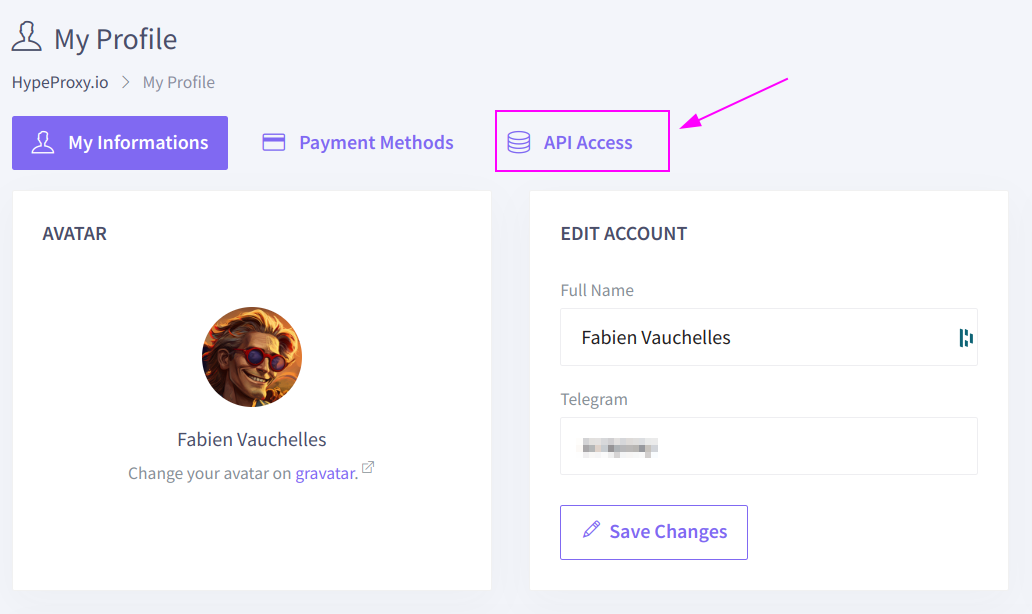 My Profile
HypeProxy.io > My Profile
My Informations Payment Methods API Access
AVATAR
Fabien Vauchelles
Change your avatar on gravatar.
EDIT ACCOUNT
Full Name
Fabien Vauchelles
Telegram
Save Changes